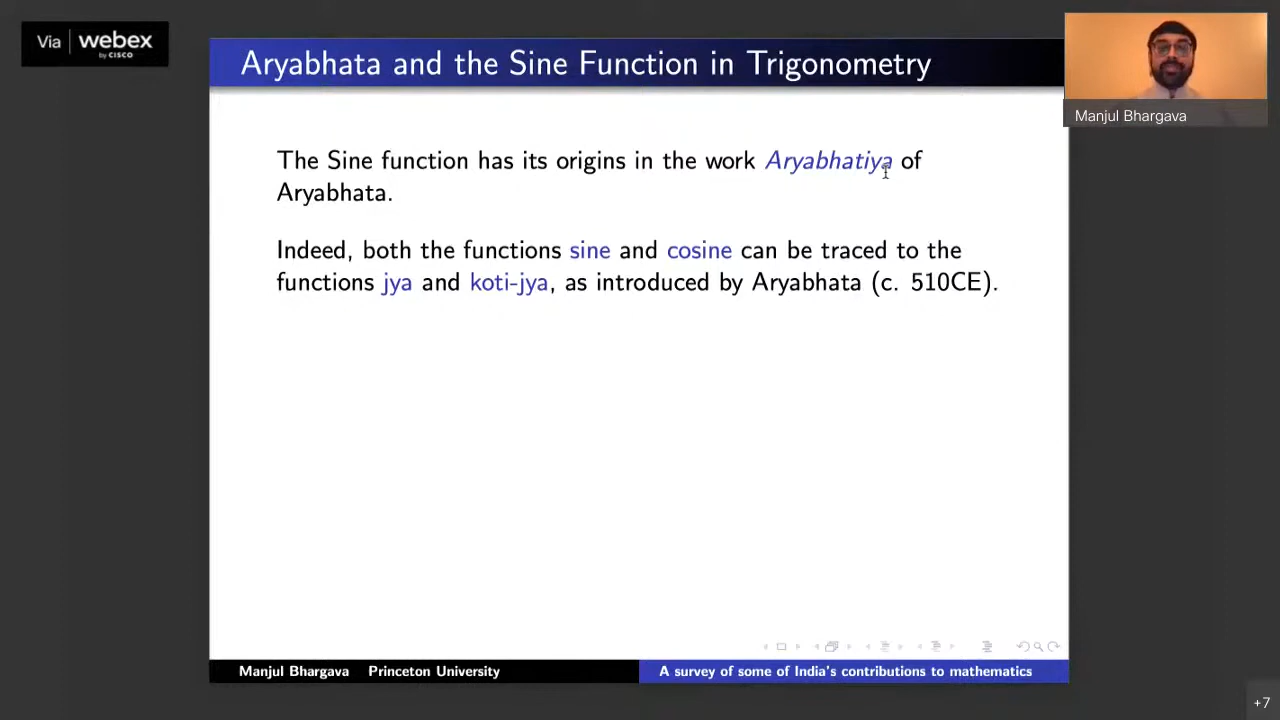 Via webex
by CISCO
Aryabhata and the Sine Function in Trigonometry
Manjul Bhargava
The Sine function has its origins in the work Aryabhatiya of
Aryabhata.
Indeed, both the functions sine and cosine can be traced to the
functions jya and koti-jya, as introduced by Aryabhata (c. 510CE).
Manjul Bhargava Princeton University
A survey of some of India's contributions to mathematics
+7